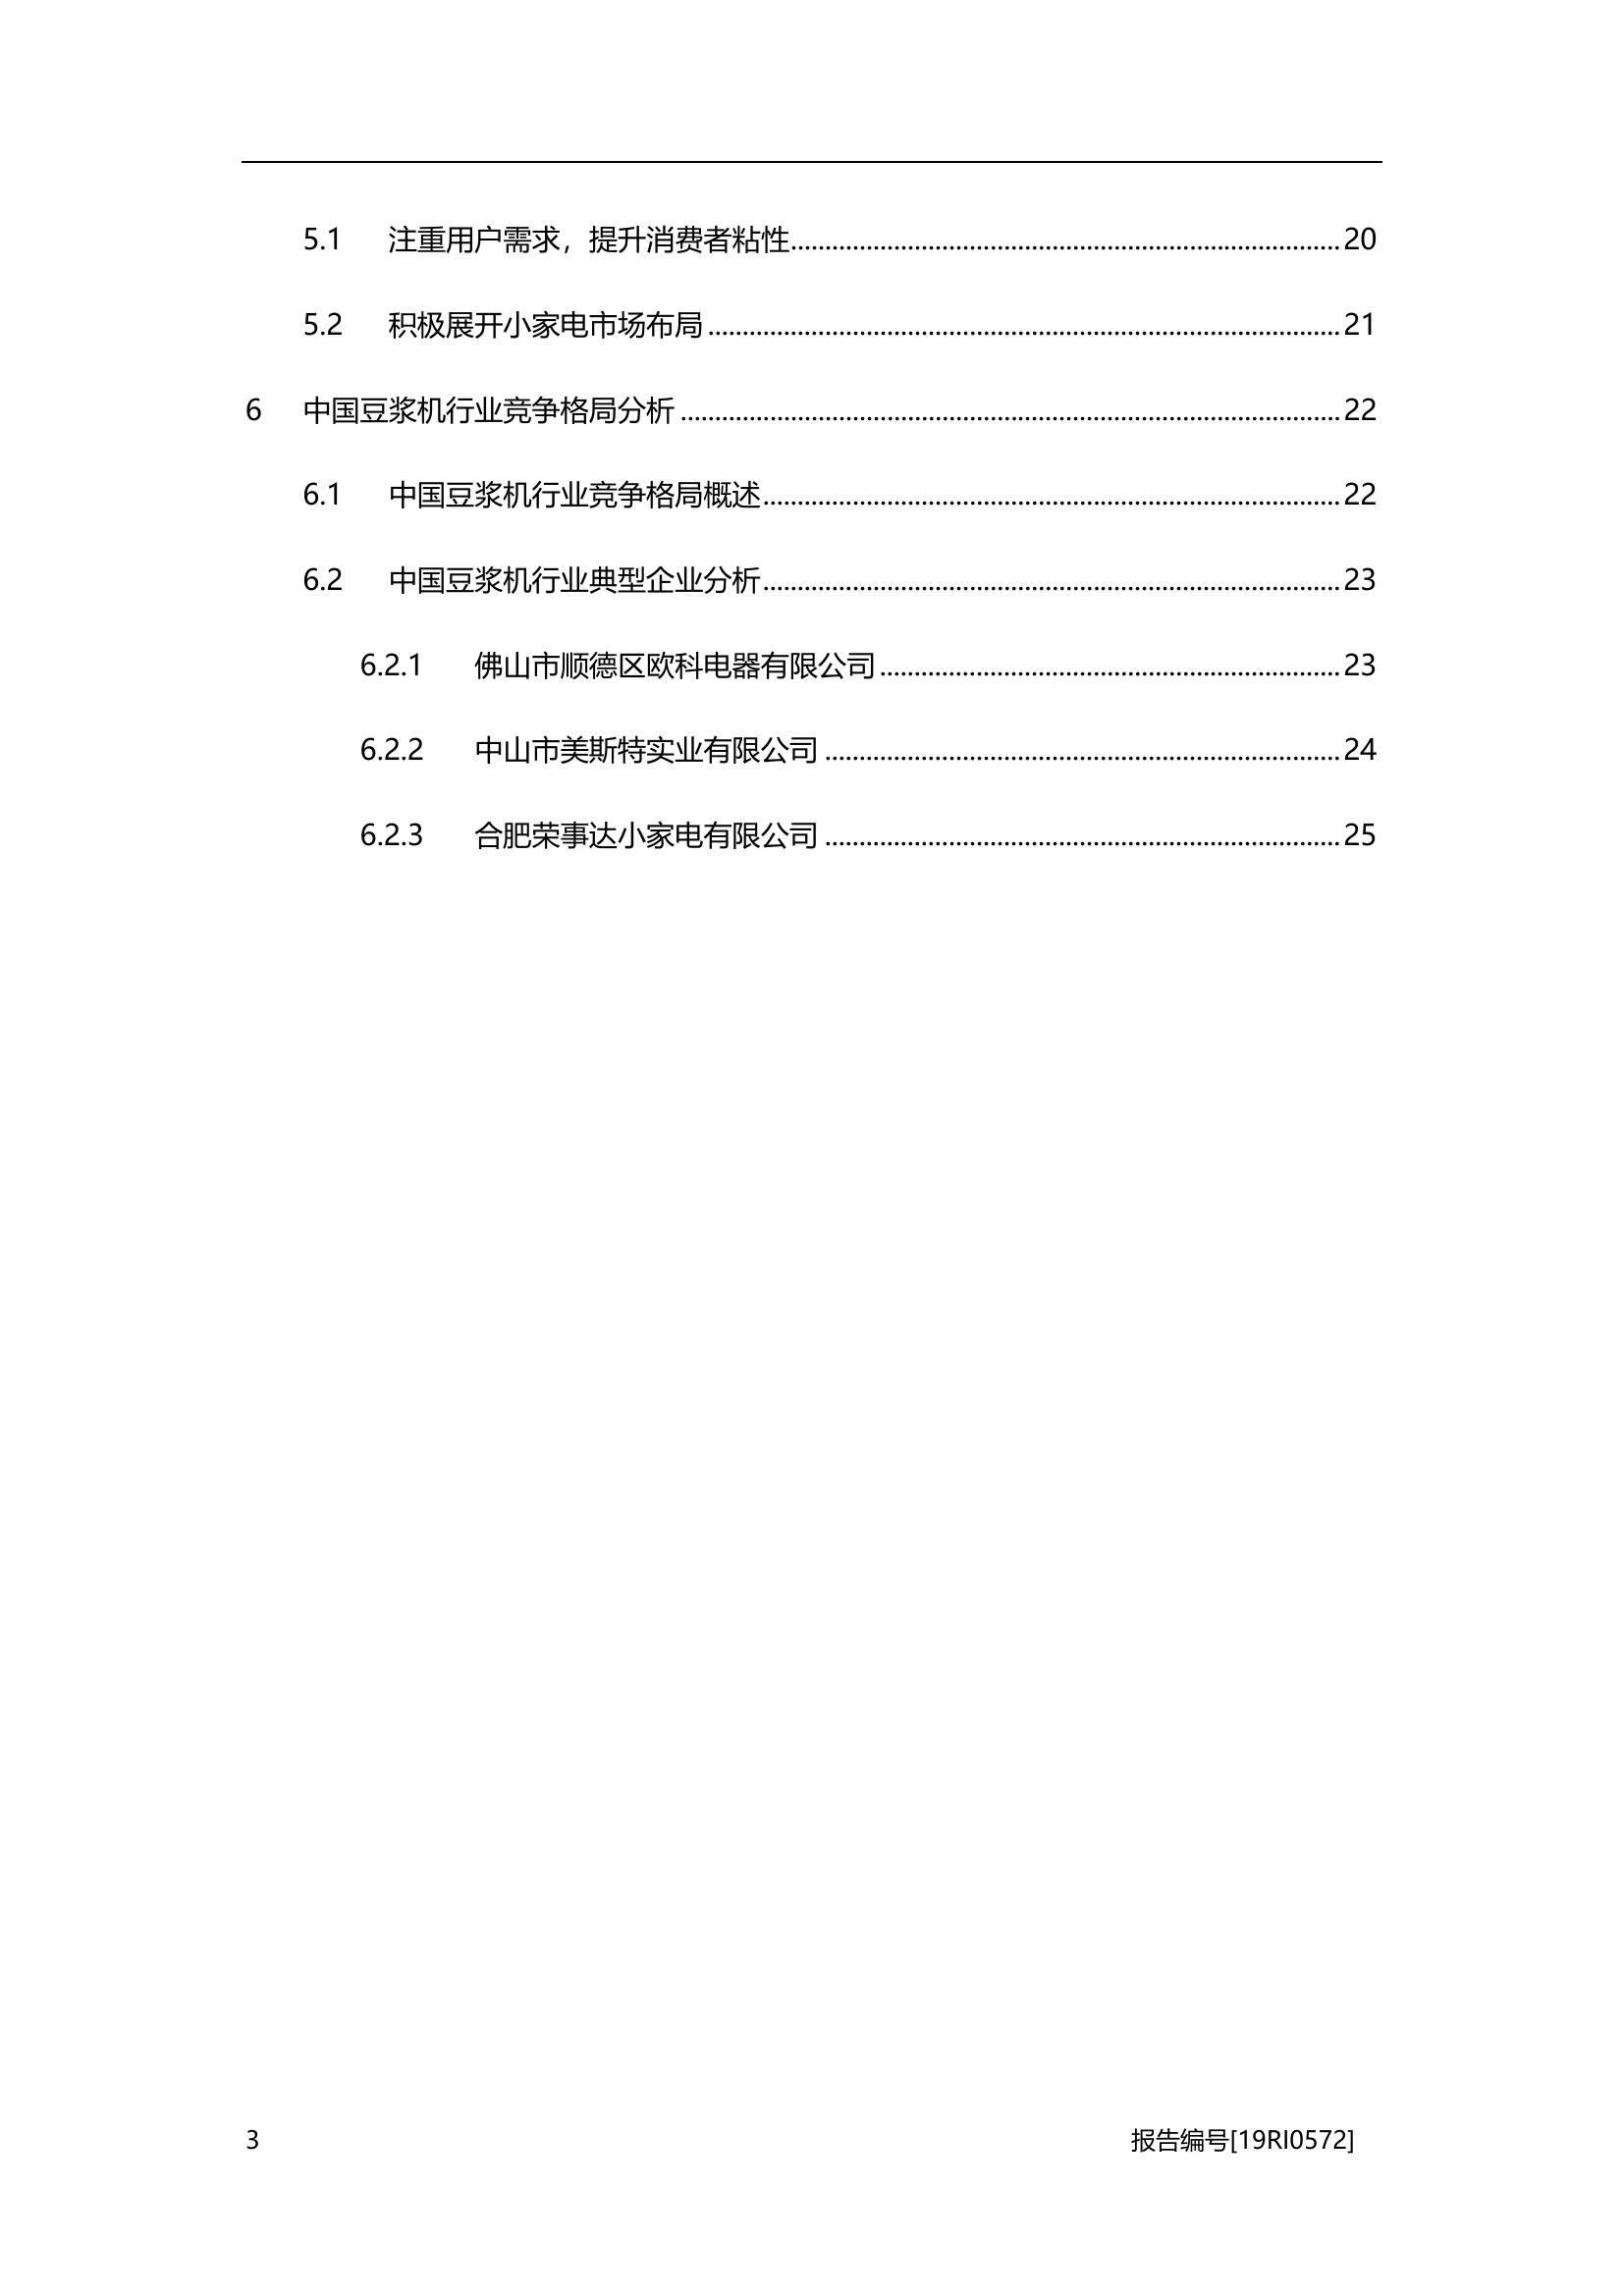 5.1 注重用户需求，提升消费者粘性................................................................................20
5.2 积极展开小家电市场布局............................................................................................21
6 中国豆浆机行业竞争格局分析................................................................................................22
6.1 中国豆浆机行业竞争格局概述....................................................................................22
6.2 中国豆浆机行业典型企业分析....................................................................................23
6.2.1 佛山市顺德区欧科电器有限公司...................................................................23
6.2.2 中山市美斯特实业有限公司...........................................................................24
6.2.3 合肥荣事达小家电有限公司...........................................................................25
3 报告编号[19RI0572]